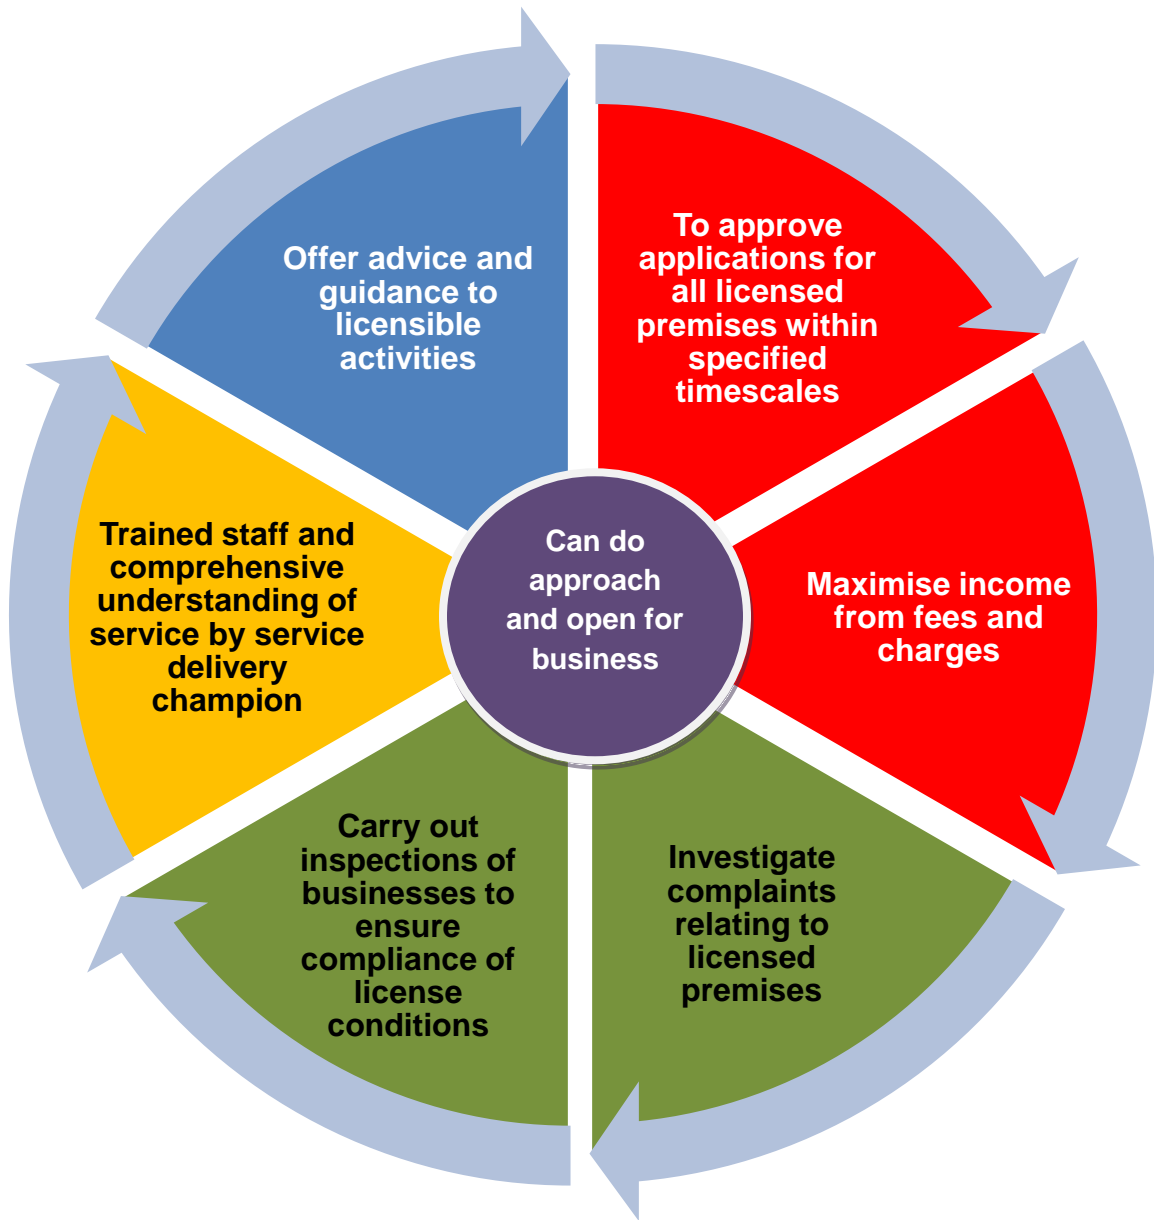 To approve
applications for
all licensed
premises within
specified
timescales
Maximise income
from fees and
charges
Investigate
complaints
relating to
licensed
premises
Carry out
inspections of
businesses to
ensure
compliance of
license
conditions
Trained staff and
comprehensive
understanding of
service by service
delivery
champion
Offer advice and
guidance to
licensible
activities
Can do
approach
and open for
business